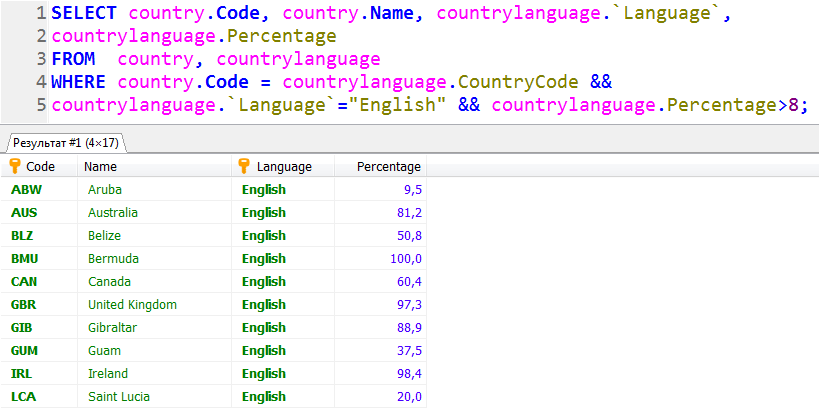 1 SELECT country.Code, country.Name, countrylanguage.`Language`,
2 countrylanguage.Percentage
3 FROM  country, countrylanguage
4 WHERE country.Code = countrylanguage.CountryCode &&
5 countrylanguage.`Language`="English" && countrylanguage.Percentage>8;
Результат #1 (4×17)
Code Name Language Percentage
ABW Aruba English 9,5
AUS Australia English 81,2
BLZ Belize English 50,8
BMU Bermuda English 100,0
CAN Canada English 60,4
GBR United Kingdom English 97,3
GIB Gibraltar English 88,9
GUM Guam English 37,5
IRL Ireland English 98,4
LCA Saint Lucia English 20,0